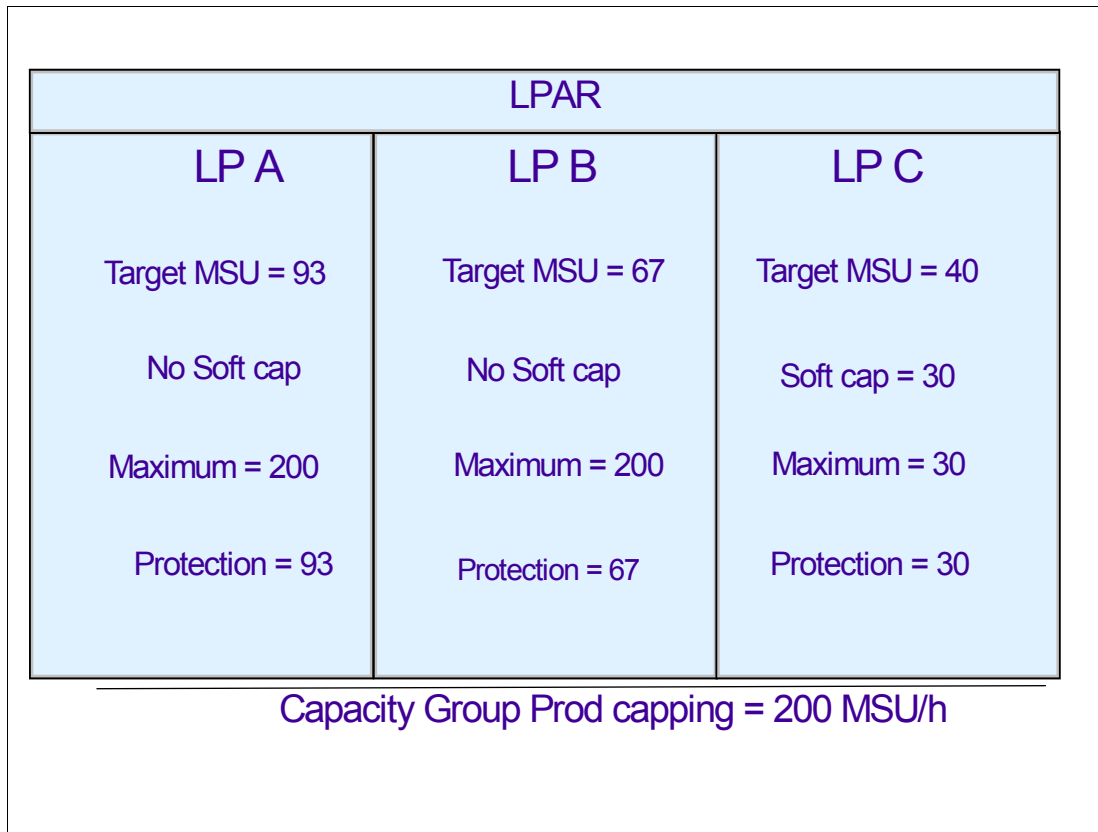 LPAR
LP A
LP B
LP C
Target MSU = 93
Target MSU = 67
Target MSU = 40
No Soft cap
No Soft cap
Soft cap = 30
Maximum = 200
Maximum = 200
Maximum = 30
Protection = 93
Protection = 67
Protection = 30
Capacity Group Prod capping = 200 MSU/h